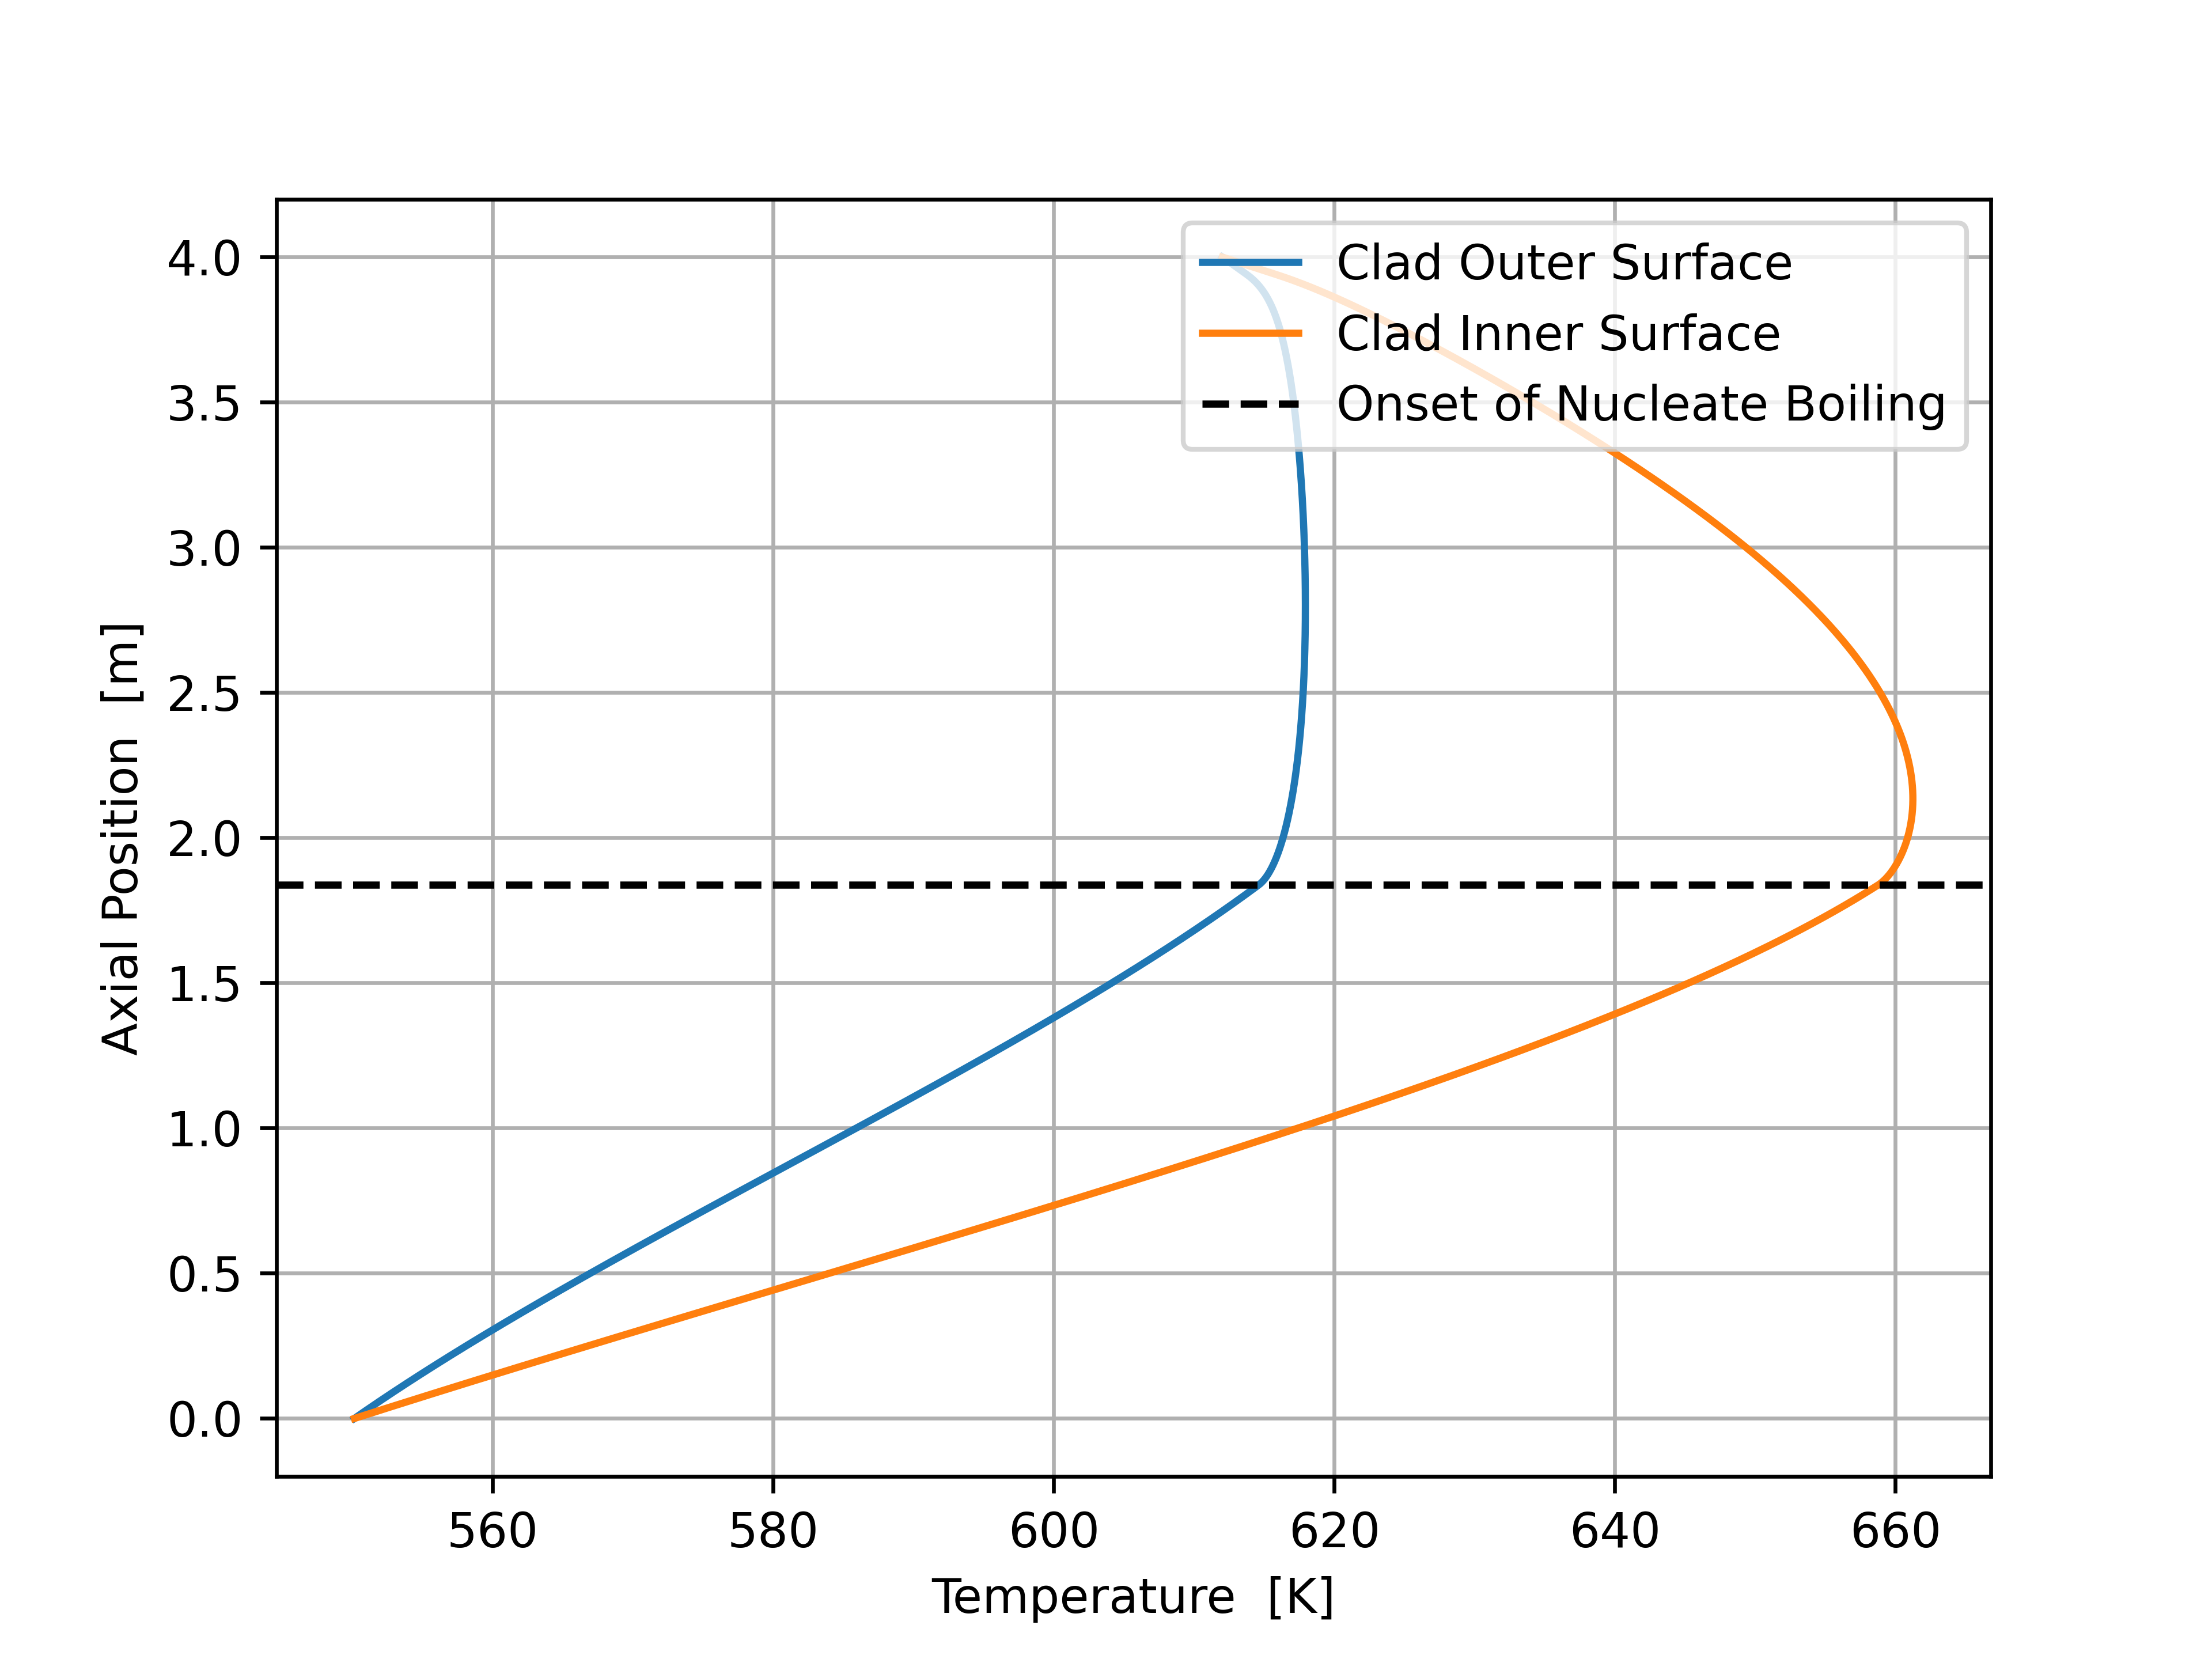 Clad Outer Surface
Clad Inner Surface
Onset of Nucleate Boiling
4.0
3.5
3.0
2.5
2.0
1.5
1.0
0.5
0.0
Axial Position [m]
560 580 600 620 640 660
Temperature [K]